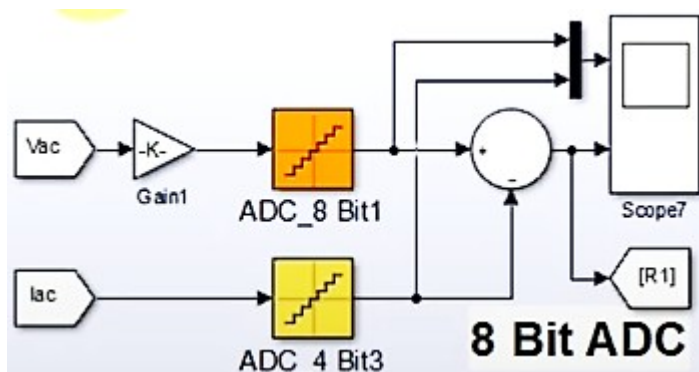 Vac
-K-
Gain1
ADC_8 Bit1
+
-
Scope7
Iac
[R1]
ADC_4 Bit3
8 Bit ADC